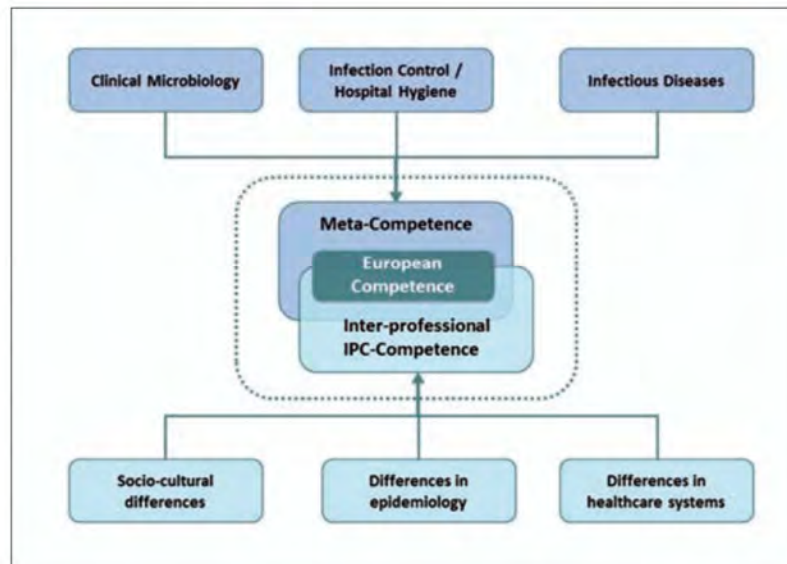 Clinical Microbiology
Infection Control /
Hospital Hygiene
Infectious Diseases
Meta-Competence
European
Competence
Inter-professional
IPC-Competence
Socio-cultural
differences
Differences in
epidemiology
Differences in
healthcare systems